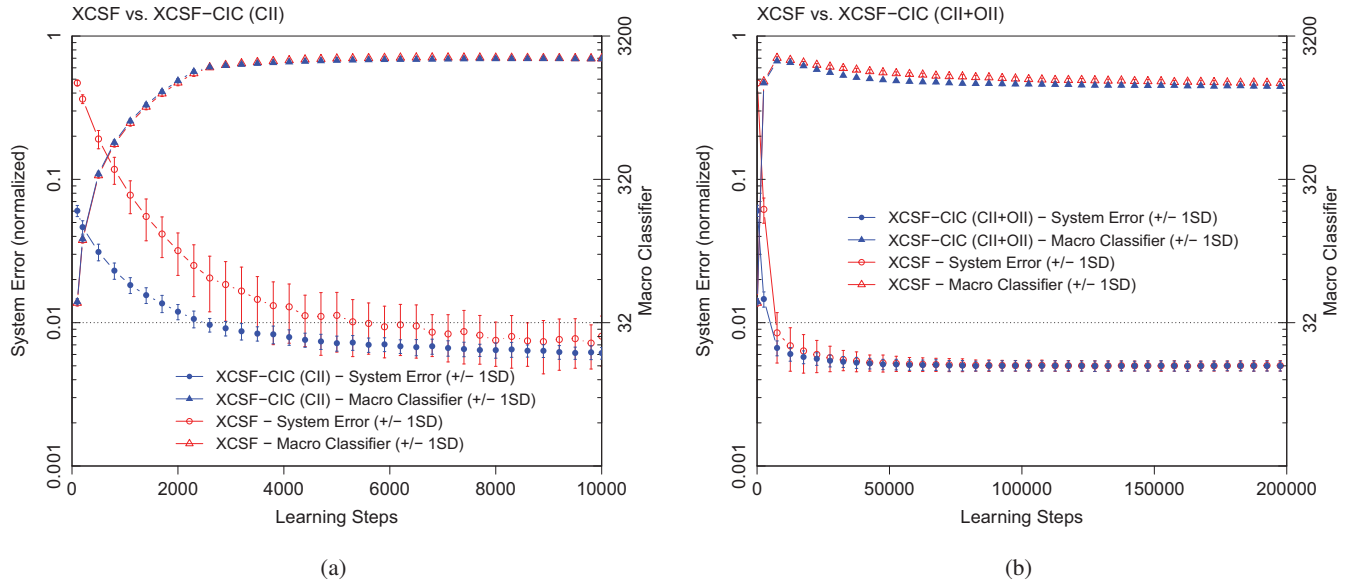 XCSF vs. XCSF−CIC (CII)
1
0.1
0.01
0.001
System Error (normalized)
3200
320
32
Macro Classifier
XCSF−CIC (CII) − System Error (+/− 1SD)
XCSF−CIC (CII) − Macro Classifier (+/− 1SD)
XCSF − System Error (+/− 1SD)
XCSF − Macro Classifier (+/− 1SD)
0 2000 4000 6000 8000 10000
Learning Steps
(a)
XCSF vs. XCSF−CIC (CII+OII)
1
0.1
0.01
0.001
System Error (normalized)
3200
320
32
Macro Classifier
XCSF−CIC (CII+OII) − System Error (+/− 1SD)
XCSF−CIC (CII+OII) − Macro Classifier (+/− 1SD)
XCSF − System Error (+/− 1SD)
XCSF − Macro Classifier (+/− 1SD)
0 50000 100000 150000 200000
Learning Steps
(b)